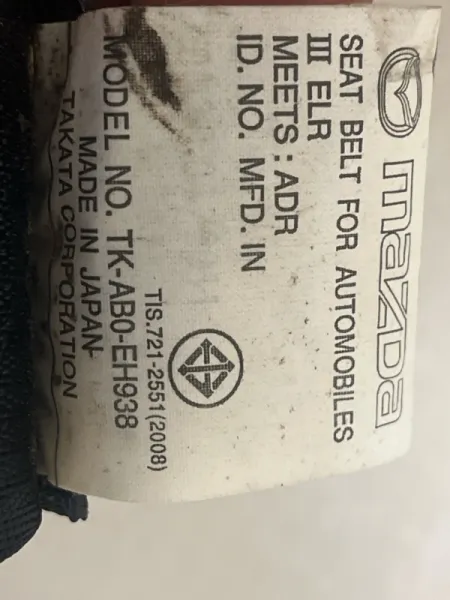 mazda
SEAT BELT FOR AUTOMOBILES
III ELR
MEETS : ADR
ID. NO. MFD. IN
TIS.721-2551(2008)
MODEL NO. TK-AB0-EH938
MADE IN JAPAN
TAKATA CORPORATION